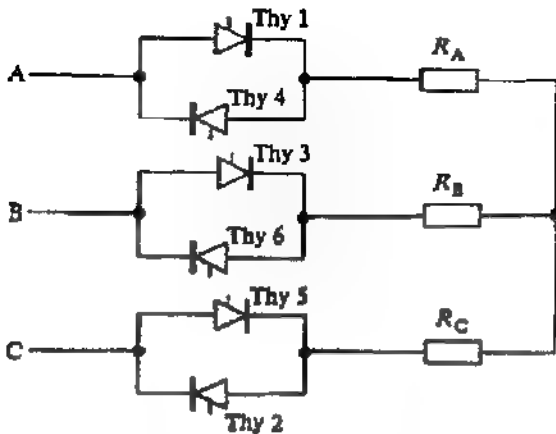 Thy 1
R_A
A
Thy 4
Thy 3
R_B
B
Thy 6
Thy 5
R_C
C
Thy 2